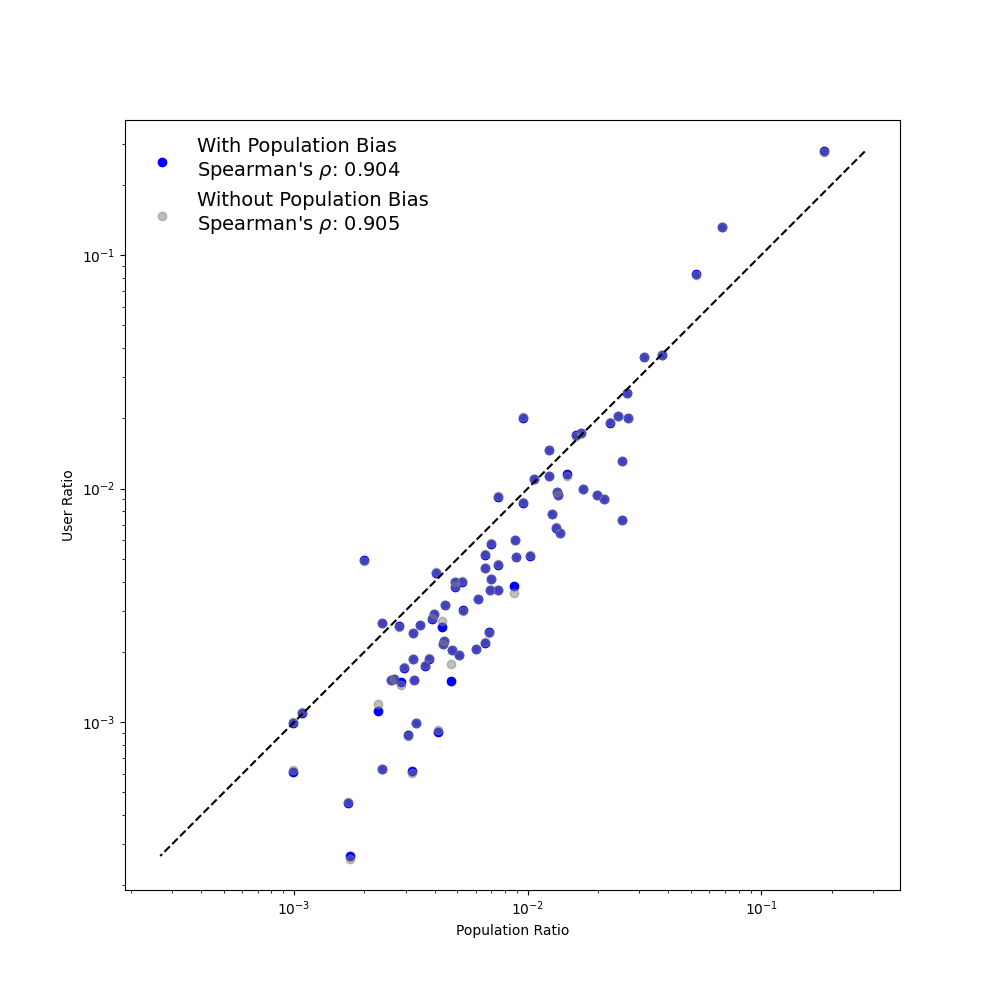 With Population Bias
Spearman's ρ: 0.904
Without Population Bias
Spearman's ρ: 0.905
User Ratio
10⁻¹
10⁻²
10⁻³
10⁻³
10⁻²
10⁻¹
Population Ratio